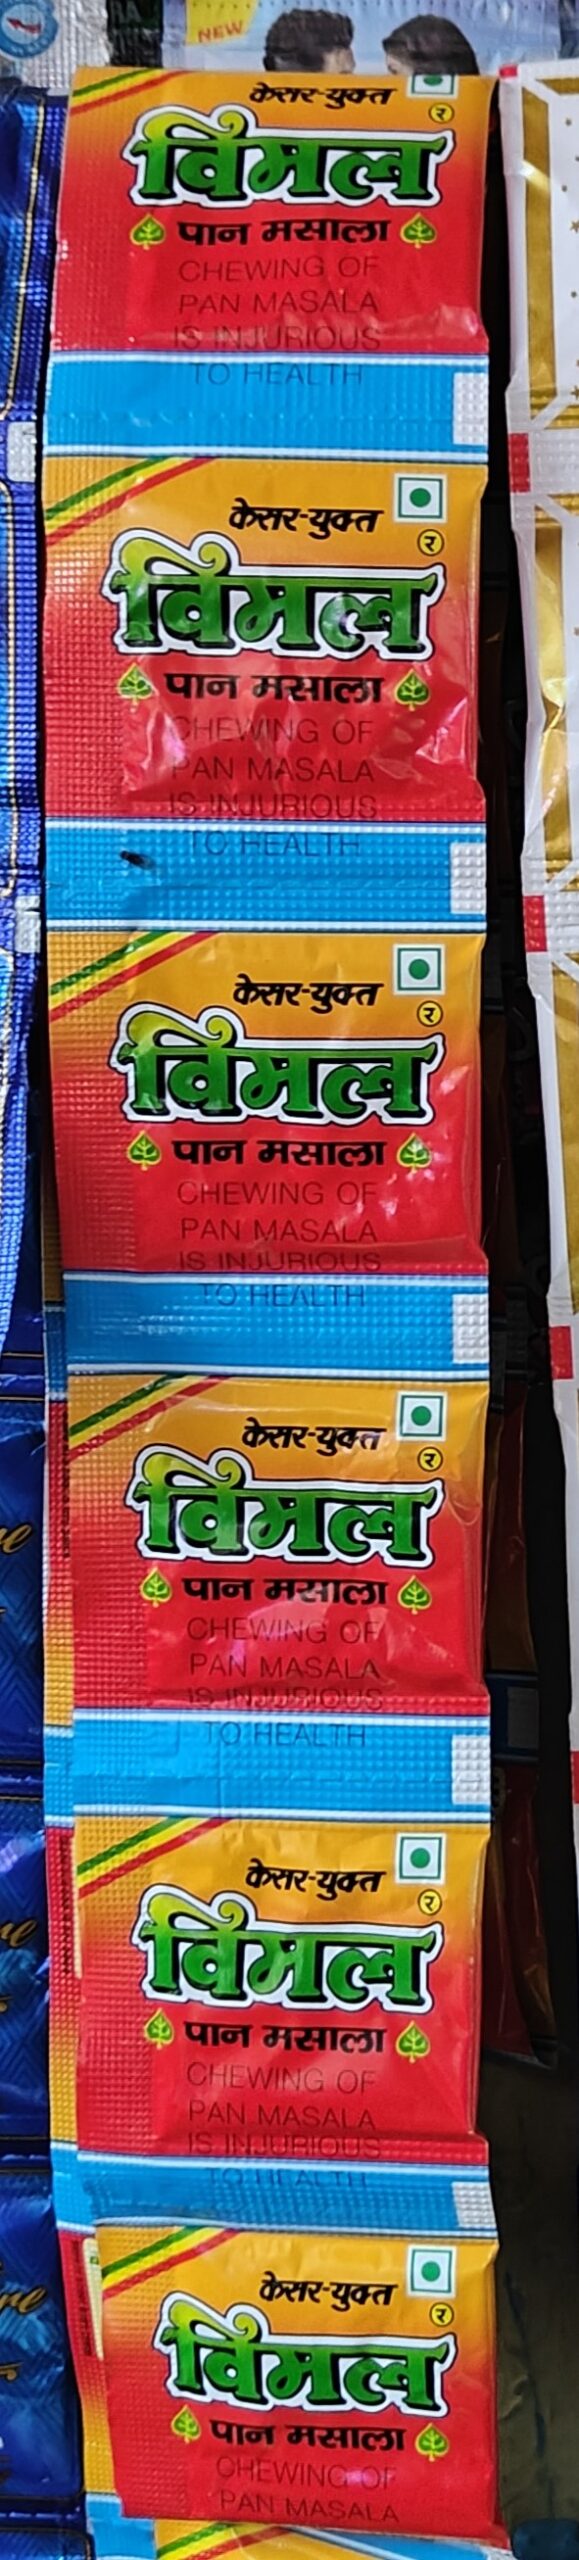 NEW
केसर-युक्त
र
विमल
पान मसाला
CHEWING OF
PAN MASALA
IS INJURIOUS
TO HEALTH
केसर-युक्त
र
विमल
पान मसाला
CHEWING OF
PAN MASALA
IS INJURIOUS
TO HEALTH
केसर-युक्त
र
विमल
पान मसाला
CHEWING OF
PAN MASALA
IS INJURIOUS
TO HEALTH
केसर-युक्त
र
विमल
पान मसाला
CHEWING OF
PAN MASALA
IS INJURIOUS
TO HEALTH
केसर-युक्त
र
विमल
पान मसाला
CHEWING OF
PAN MASALA
IS INJURIOUS
TO HEALTH
केसर-युक्त
र
विमल
पान मसाला
CHEWING OF
PAN MASALA